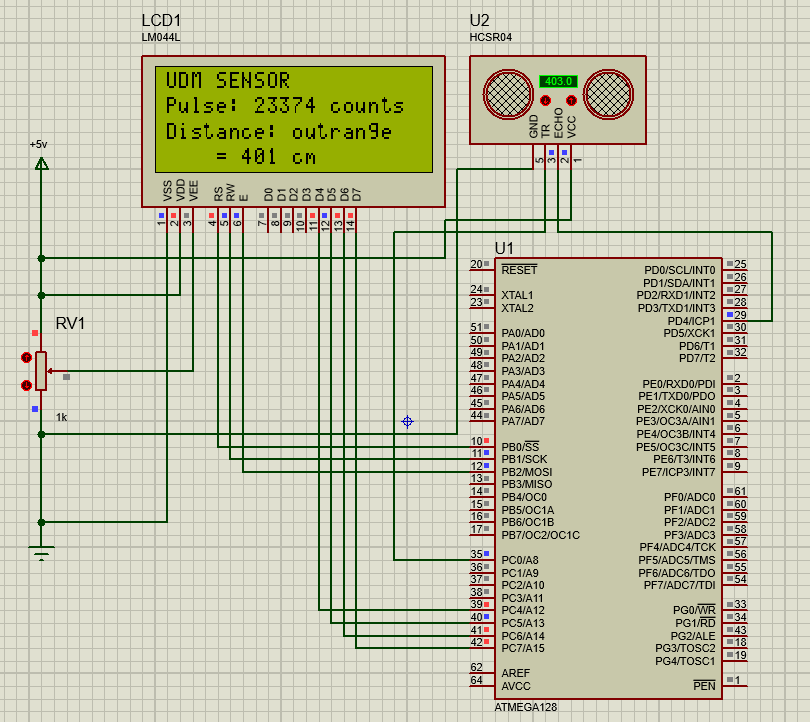 LCD1
LM044L
UDM SENSOR
Pulse: 23374 counts
Distance: outrange
= 401 cm
VSS
VDD
VEE
RS
RW
E
D0
D1
D2
D3
D4
D5
D6
D7
1
2
3
4
5
6
7
8
9
10
11
12
13
14
U2
HCSR04
403.0
GND
TR
ECHO
VCC
5
3
2
1
+5v
RV1
1k
U1
20 RESET
24 XTAL1
23 XTAL2
51 PA0/AD0
50 PA1/AD1
49 PA2/AD2
48 PA3/AD3
47 PA4/AD4
46 PA5/AD5
45 PA6/AD6
44 PA7/AD7
10 PB0/SS
11 PB1/SCK
12 PB2/MOSI
13 PB3/MISO
14 PB4/OC0
15 PB5/OC1A
16 PB6/OC1B
17 PB7/OC2/OC1C
35 PC0/A8
36 PC1/A9
37 PC2/A10
38 PC3/A11
39 PC4/A12
40 PC5/A13
41 PC6/A14
42 PC7/A15
62 AREF
64 AVCC
PD0/SCL/INT0 25
PD1/SDA/INT1 26
PD2/RXD1/INT2 27
PD3/TXD1/INT3 28
PD4/ICP1 29
PD5/XCK1 30
PD6/T1 31
PD7/T2 32
PE0/RXD0/PDI 2
PE1/TXD0/PDO 3
PE2/XCK0/AIN0 4
PE3/OC3A/AIN1 5
PE4/OC3B/INT4 6
PE5/OC3C/INT5 7
PE6/T3/INT6 8
PE7/ICP3/INT7 9
PF0/ADC0 61
PF1/ADC1 60
PF2/ADC2 59
PF3/ADC3 58
PF4/ADC4/TCK 57
PF5/ADC5/TMS 56
PF6/ADC6/TDO 55
PF7/ADC7/TDI 54
PG0/WR 33
PG1/RD 34
PG2/ALE 43
PG3/TOSC2 18
PG4/TOSC1 19
PEN 1
ATMEGA128